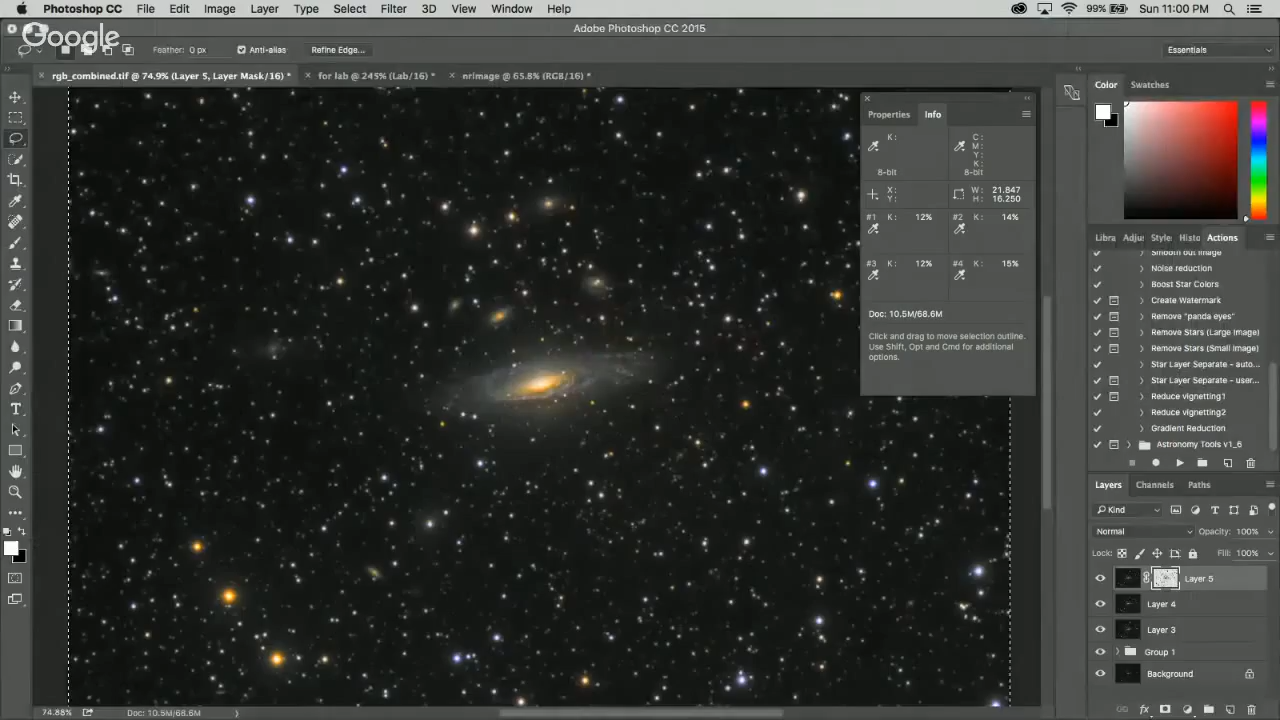 Photoshop CC File Edit Image Layer Type Select Filter 3D View Window Help 99% Sun 11:00 PM
Google
Adobe Photoshop CC 2015
Feather: 0 px Anti-alias Refine Edge... Essentials
rgb_combined.tif @ 74.9% (Layer 5, Layer Mask/16) * for lab @ 245% (Lab/16) * nrimage @ 65.8% (RGB/16) *
Properties Info
K:
8-bit
C:
M:
Y:
K:
8-bit
X:
Y:
W: 21.847
H: 16.250
#1 K: 12% #2 K: 14%
#3 K: 12% #4 K: 15%
Doc: 10.5M/68.6M
Click and drag to move selection outline.
Use Shift, Opt and Cmd for additional
options.
Color Swatches
Libra Adju Style Histo Actions
Smooth out image
Noise reduction
Boost Star Colors
Create Watermark
Remove "panda eyes"
Remove Stars (Large Image)
Remove Stars (Small Image)
Star Layer Separate - auto...
Star Layer Separate - user...
Reduce vignetting1
Reduce vignetting2
Gradient Reduction
Astronomy Tools v1_6
Layers Channels Paths
Kind
Normal Opacity: 100%
Lock: Fill: 100%
Layer 5
Layer 4
Layer 3
Group 1
Background
74.88% Doc: 10.5M/68.6M